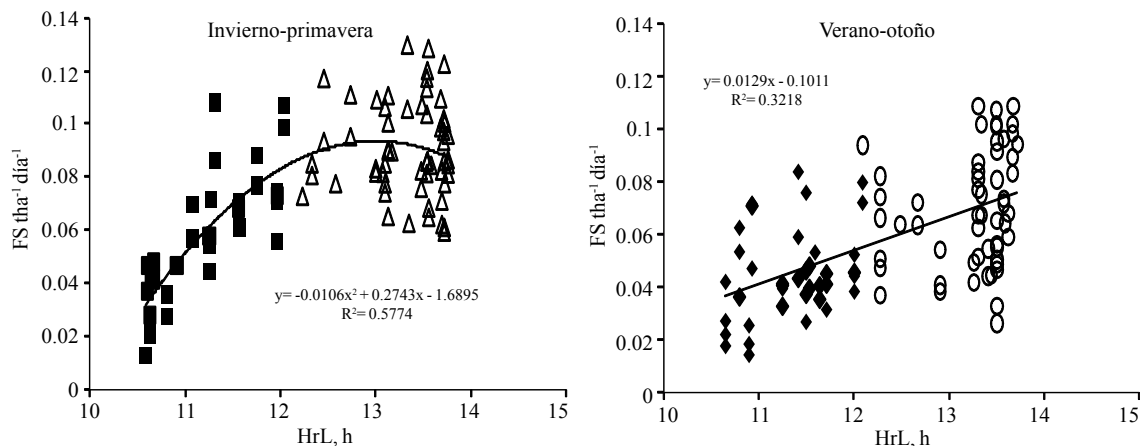 Invierno-primavera
FS tha⁻¹ día⁻¹
0.14
0.12
0.1
0.08
0.06
0.04
0.02
0
y= -0.0106x² + 0.2743x - 1.6895
R²= 0.5774
10 11 12 13 14 15
HrL, h
Verano-otoño
FS tha⁻¹ día⁻¹
0.14
0.12
0.1
0.08
0.06
0.04
0.02
0
y= 0.0129x - 0.1011
R²= 0.3218
10 11 12 13 14 15
HrL, h